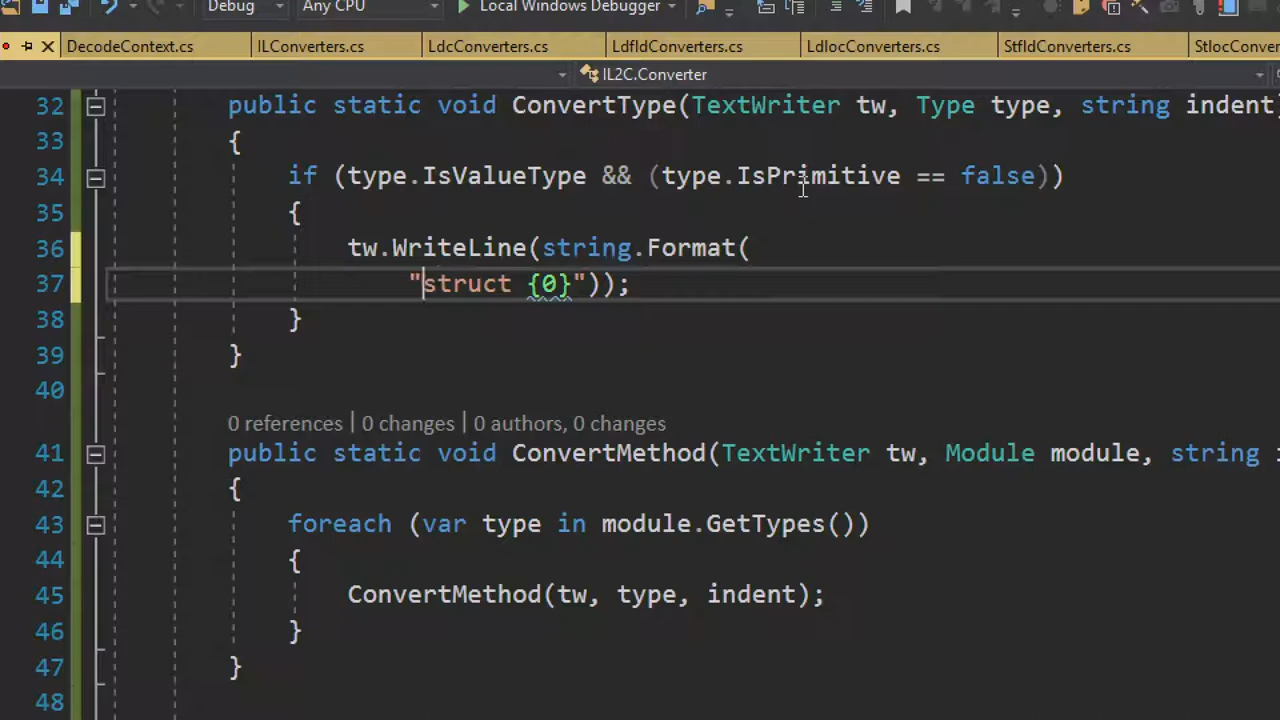 Debug Any CPU Local Windows Debugger
DecodeContext.cs ILConverters.cs LdcConverters.cs LdfldConverters.cs LdlocConverters.cs StfldConverters.cs StlocConver
IL2C.Converter
32 public static void ConvertType(TextWriter tw, Type type, string indent)
33 {
34 if (type.IsValueType && (type.IsPrimitive == false))
35 {
36 tw.WriteLine(string.Format(
37 "struct {0}"));
38 }
39 }
40
0 references | 0 changes | 0 authors, 0 changes
41 public static void ConvertMethod(TextWriter tw, Module module, string i
42 {
43 foreach (var type in module.GetTypes())
44 {
45 ConvertMethod(tw, type, indent);
46 }
47 }
48